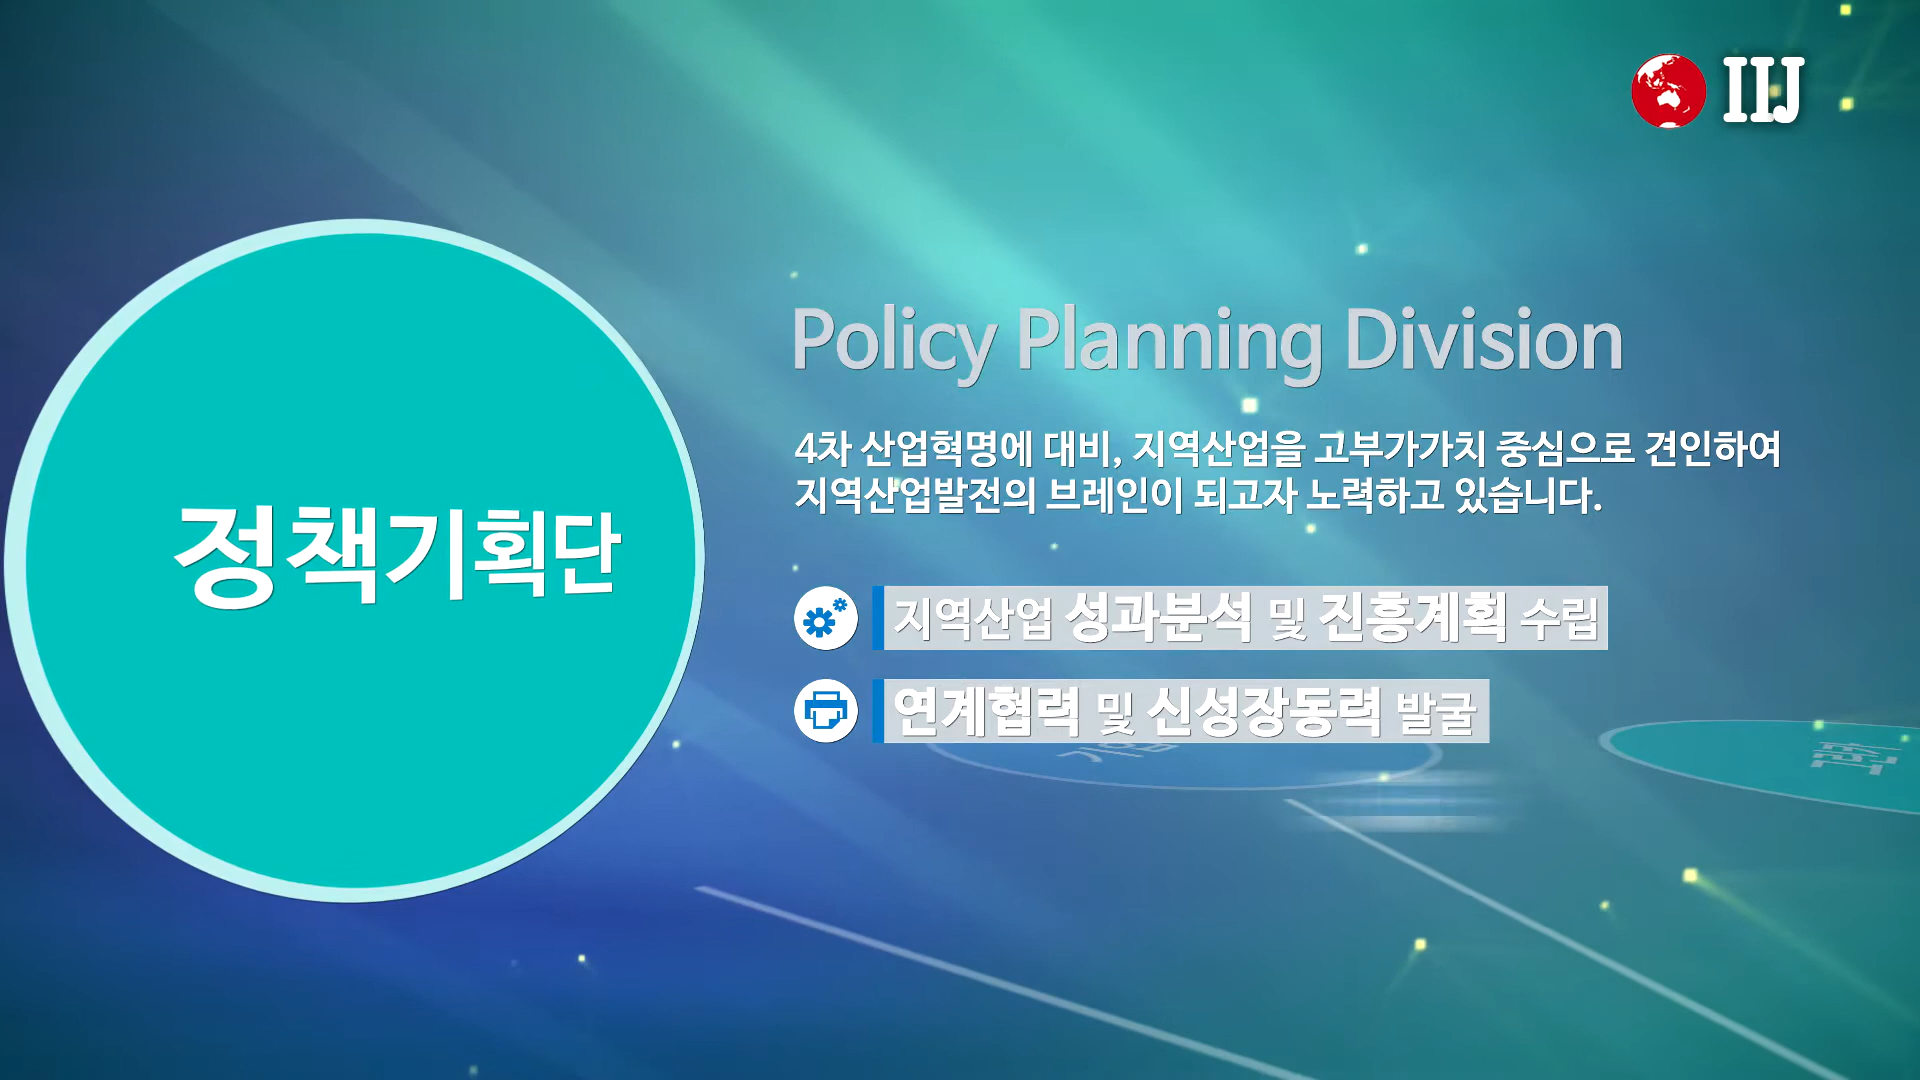 IIJ
정책기획단
Policy Planning Division
4차 산업혁명에 대비, 지역산업을 고부가가치 중심으로 견인하여
지역산업발전의 브레인이 되고자 노력하고 있습니다.
지역산업 성과분석 및 진흥계획 수립
연계협력 및 신성장동력 발굴